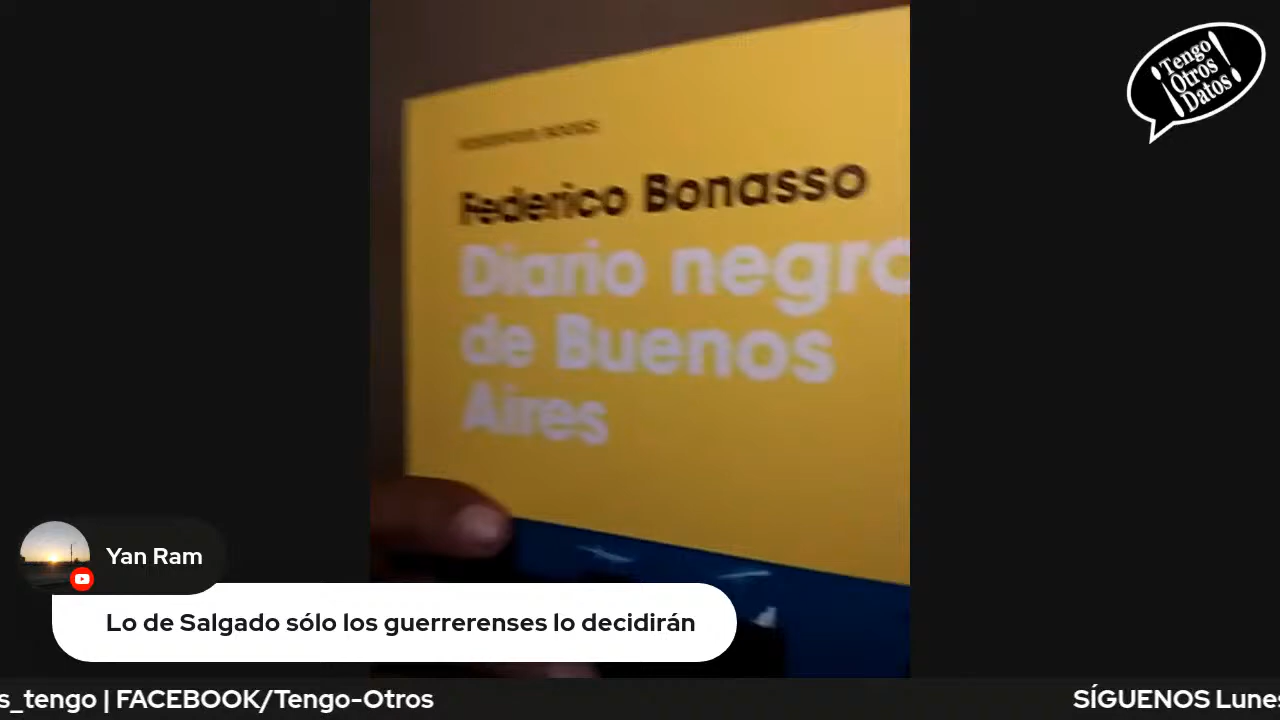 ¡Tengo
Otros
Datos!
Federico Bonasso
Diario negro
de Buenos
Aires
Yan Ram
Lo de Salgado sólo los guerrerenses lo decidirán
s_tengo | FACEBOOK/Tengo-Otros
SÍGUENOS Lunes